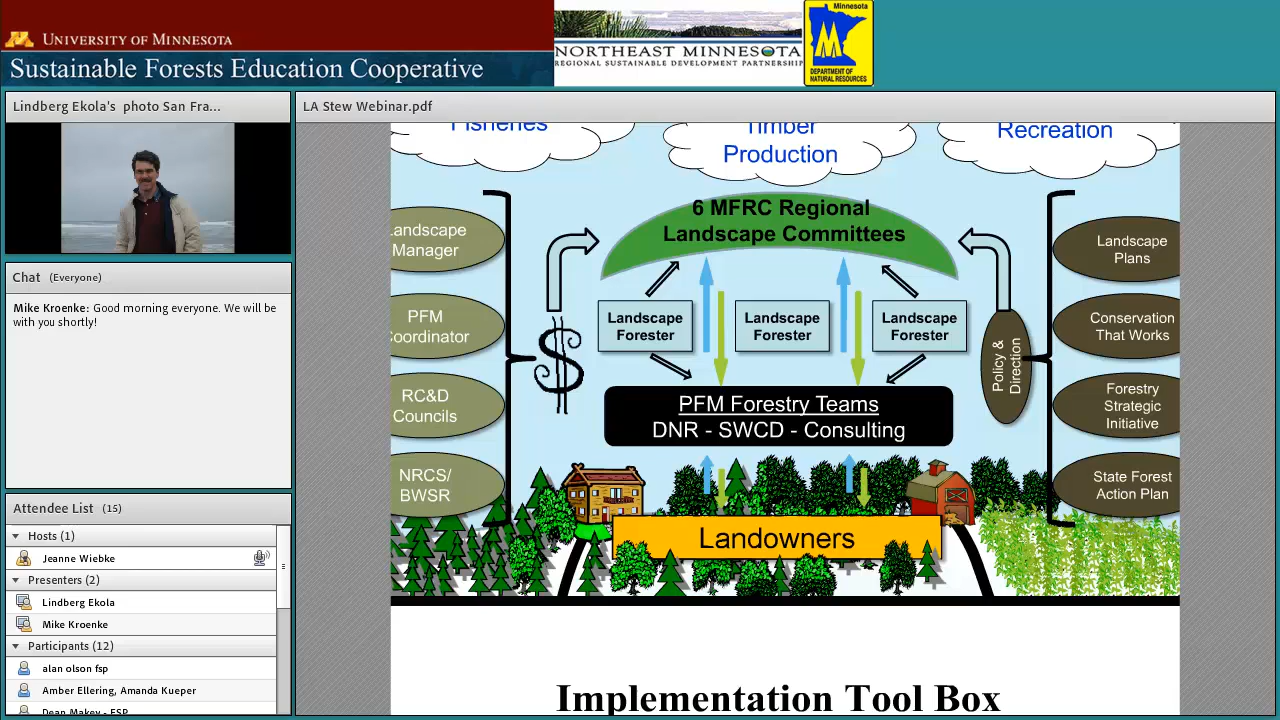 UNIVERSITY OF MINNESOTA
Sustainable Forests Education Cooperative
NORTHEAST MINNESOTA
REGIONAL SUSTAINABLE DEVELOPMENT PARTNERSHIP
Minnesota
M
DEPARTMENT OF
NATURAL RESOURCES
Lindberg Ekola's photo San Fra...
Chat (Everyone)
Mike Kroenke: Good morning everyone. We will be
with you shortly!
Attendee List (15)
Hosts (1)
Jeanne Wiebke
Presenters (2)
Lindberg Ekola
Mike Kroenke
Participants (12)
alan olson fsp
Amber Ellering, Amanda Kueper
Dean Makey - FSP
LA Stew Webinar.pdf
Fisheries
Timber
Production
Recreation
6 MFRC Regional
Landscape Committees
Landscape
Manager
PFM
Coordinator
RC&D
Councils
NRCS/
BWSR
$
Landscape
Forester
Landscape
Forester
Landscape
Forester
PFM Forestry Teams
DNR - SWCD - Consulting
Landowners
Policy &
Direction
Landscape
Plans
Conservation
That Works
Forestry
Strategic
Initiative
State Forest
Action Plan
Implementation Tool Box